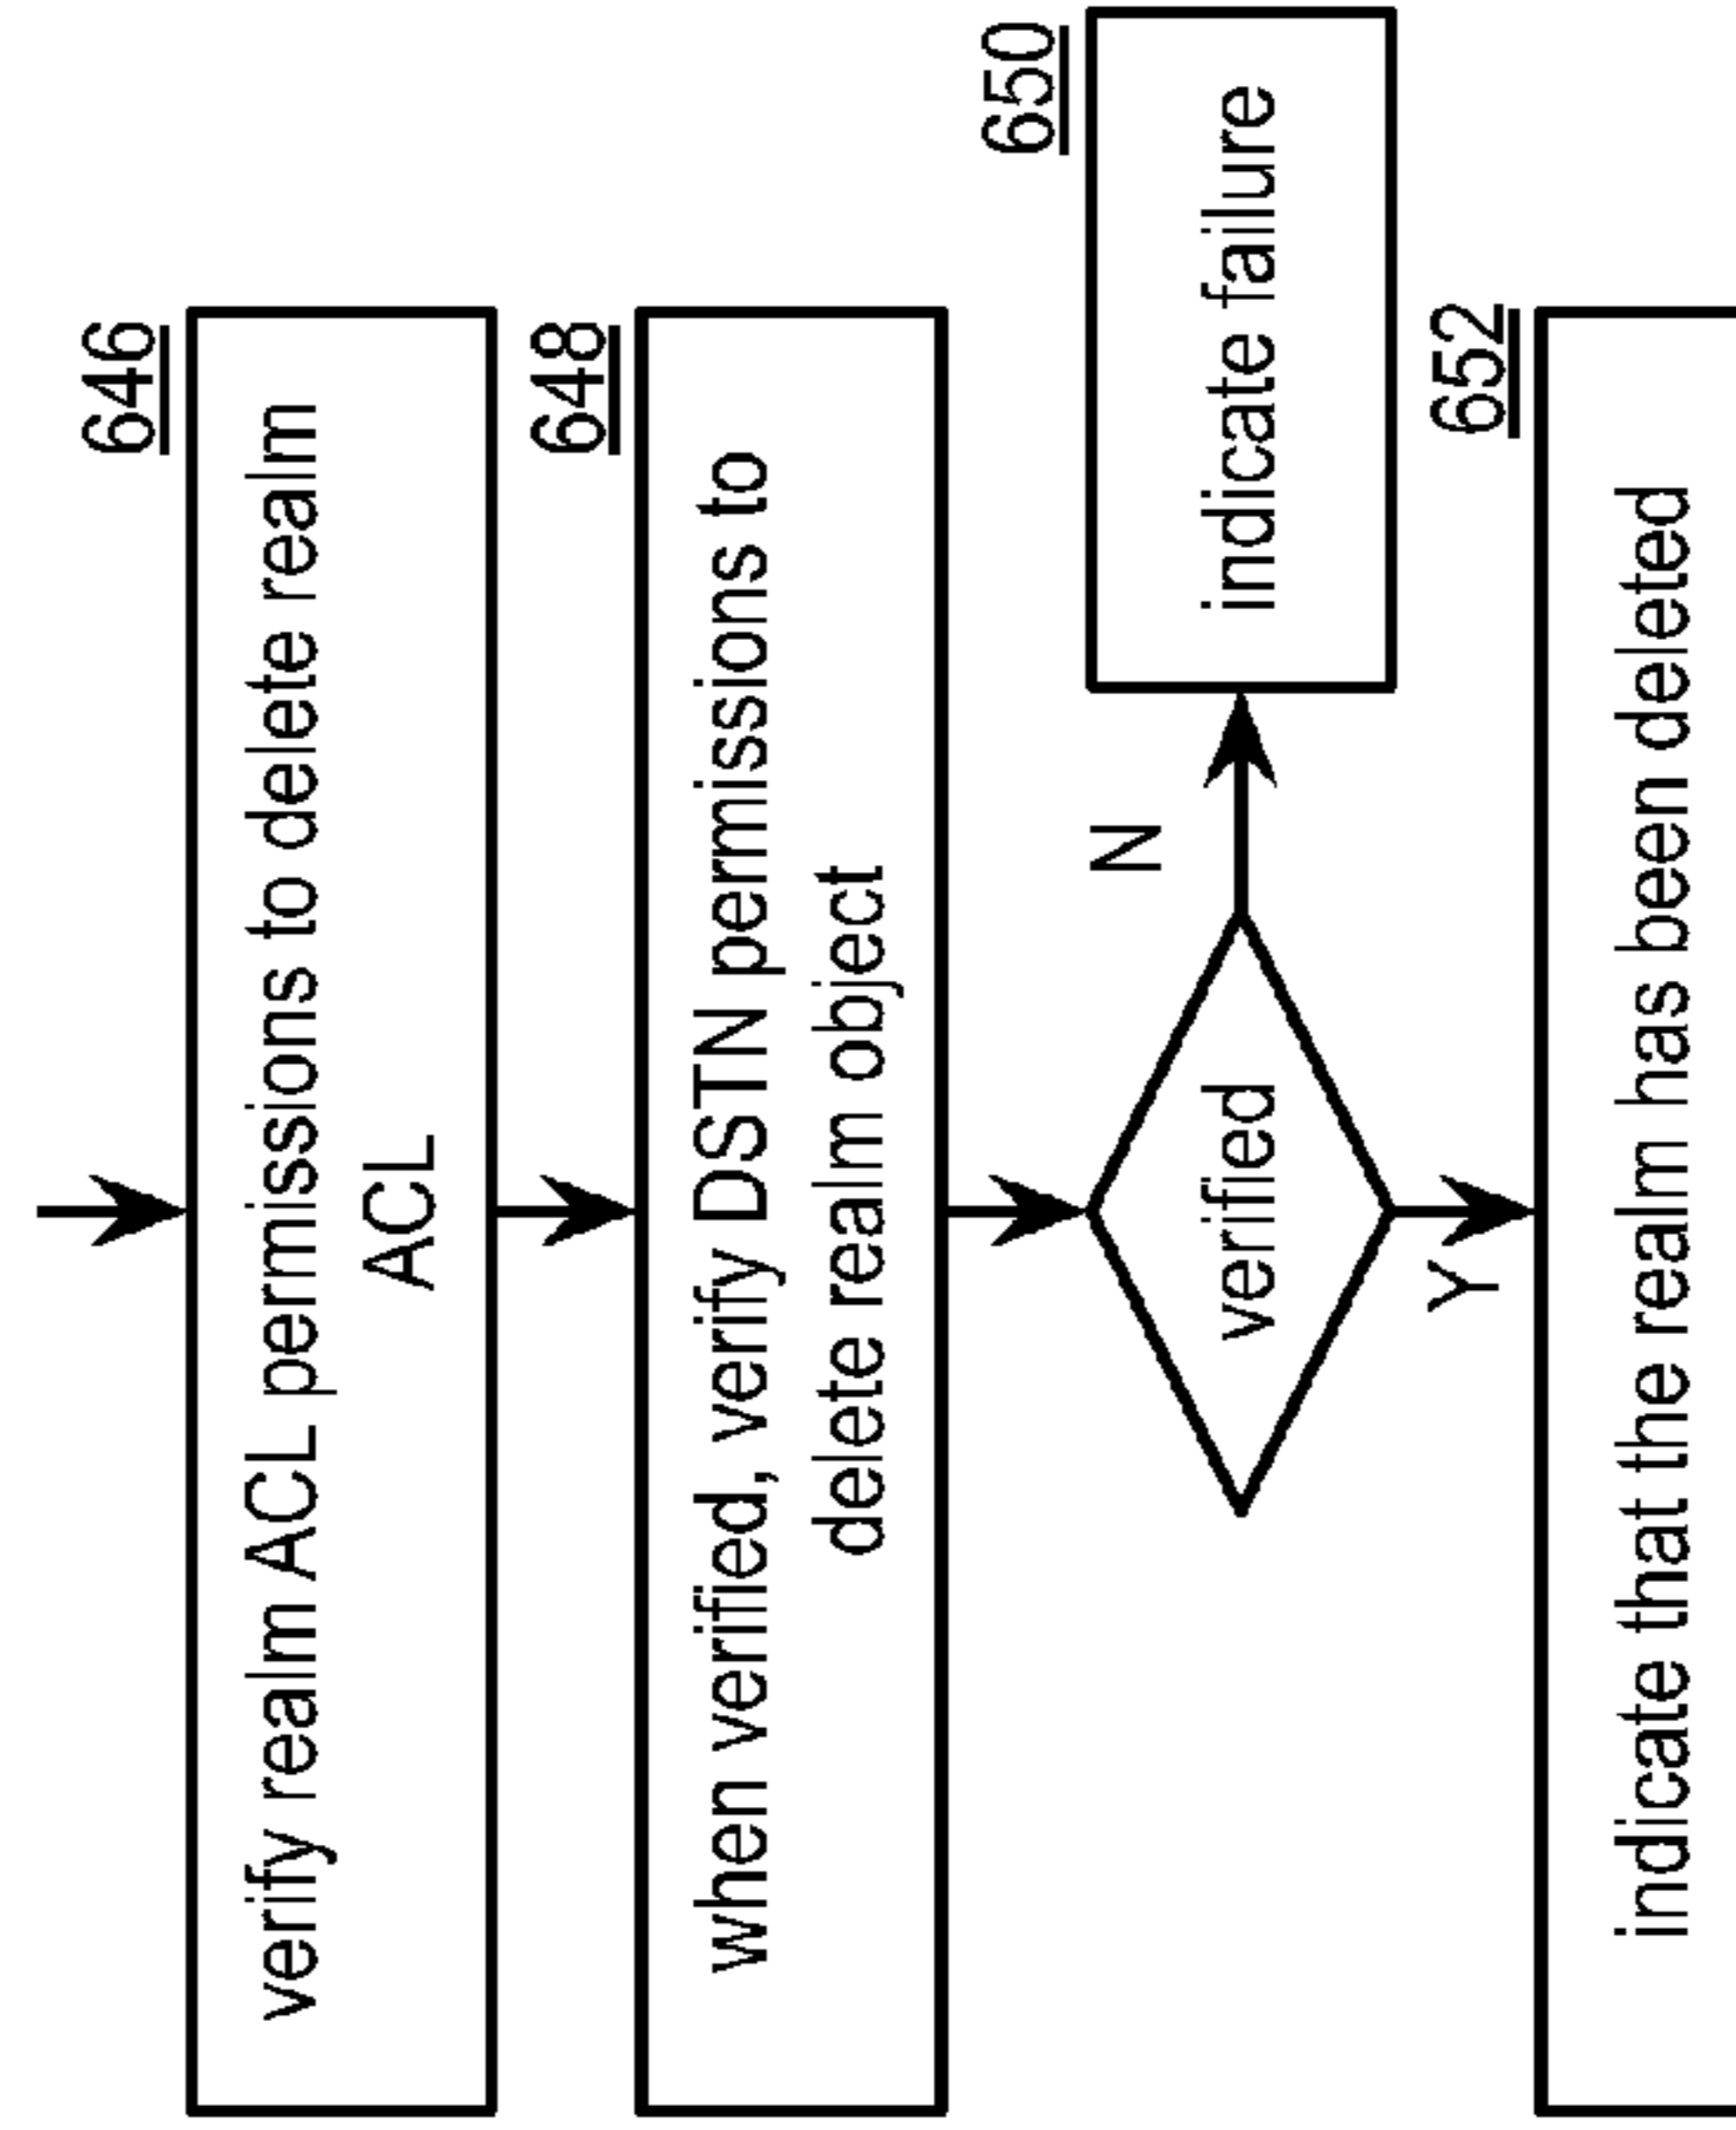 646
verify realm ACL permissions to delete realm
ACL
648
when verified, verify DSTN permissions to
delete realm object
650
verified
N
indicate failure
Y
652
indicate that the realm has been deleted